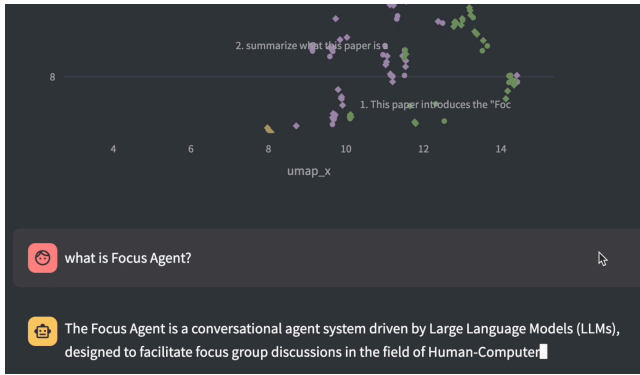 2. summarize what this paper is a
8
1. This paper introduces the "Foc
4 6 8 10 12 14
umap_x
what is Focus Agent?
The Focus Agent is a conversational agent system driven by Large Language Models (LLMs),
designed to facilitate focus group discussions in the field of Human-Computer